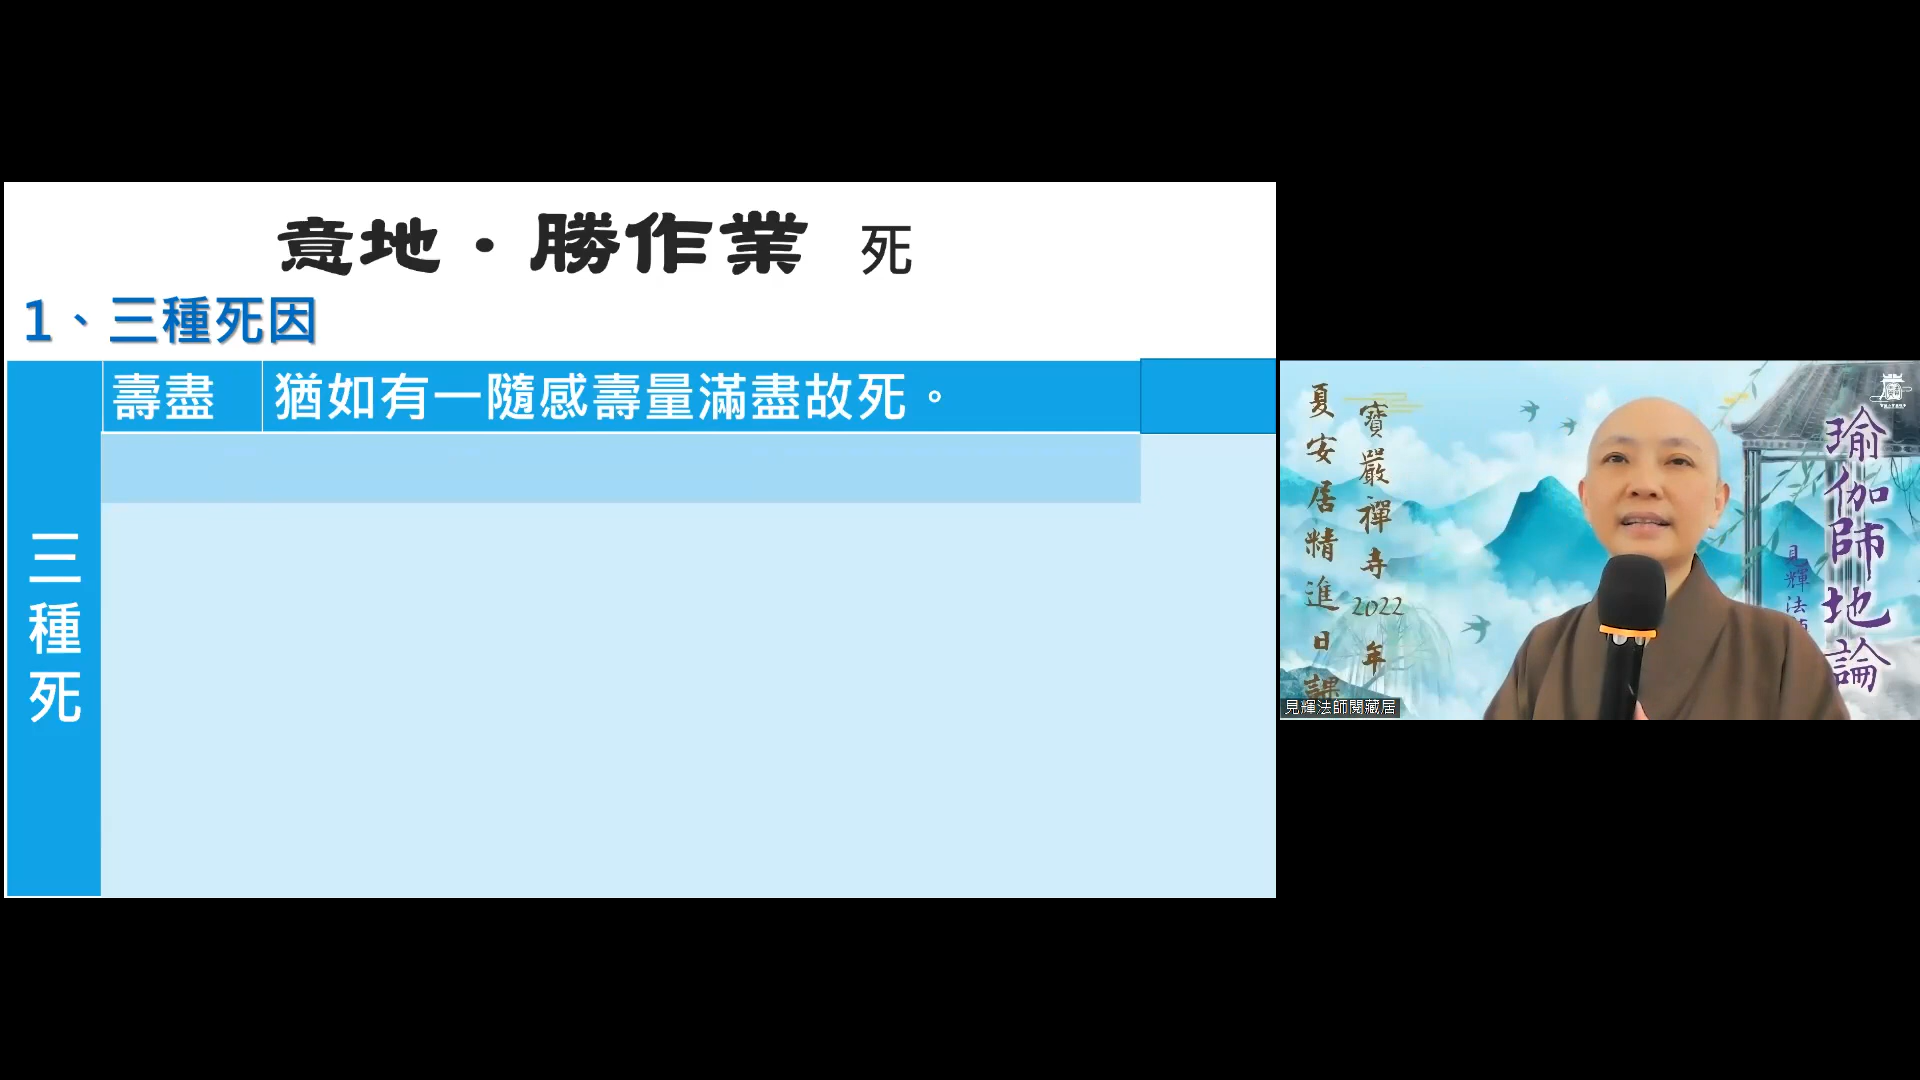 意地・勝作業 死
1、三種死因
三種死
壽盡 猶如有一隨感壽量滿盡故死。
寶嚴禪寺2022年
夏安居精進日課
瑜伽師地論
見輝法
見輝法師閱藏居